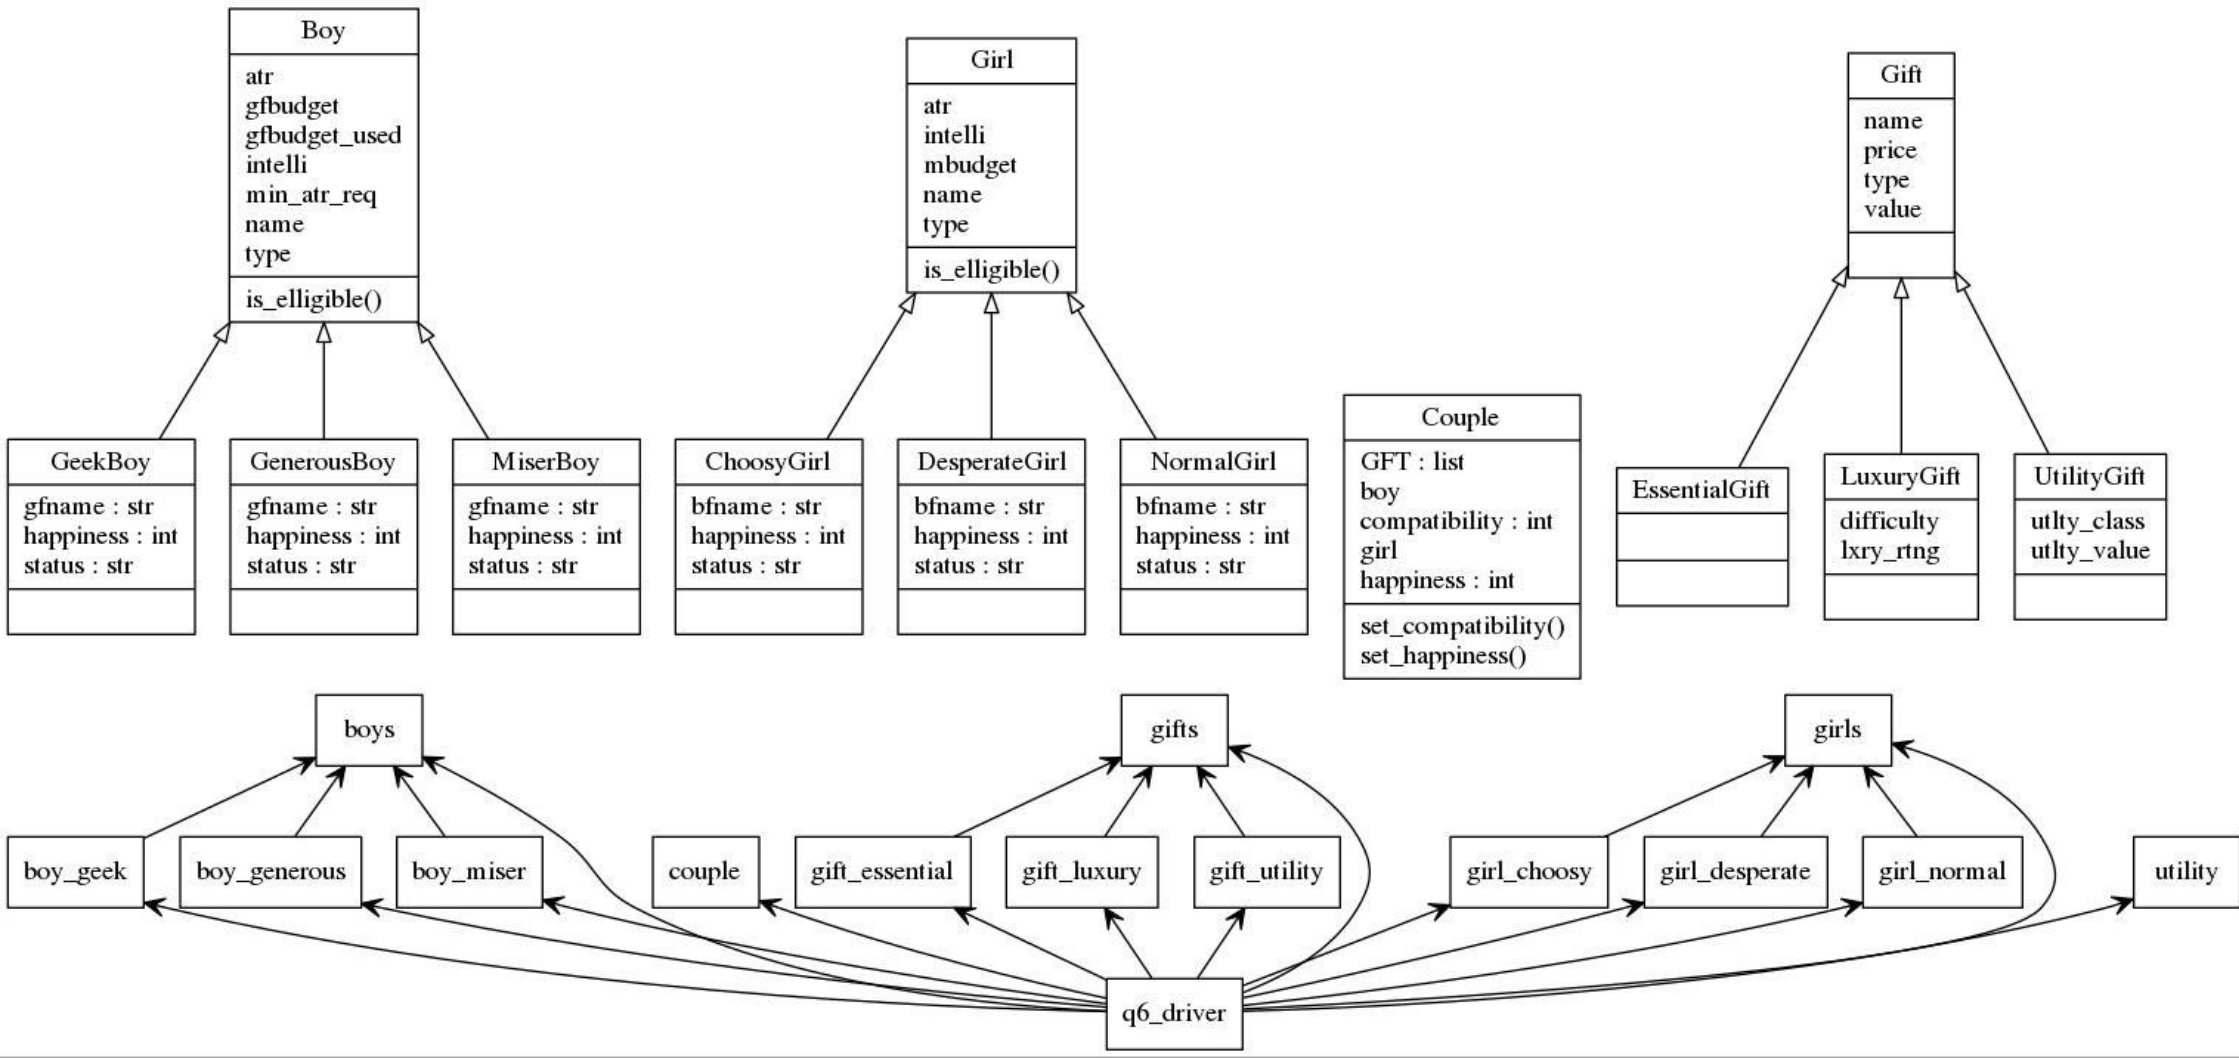 Boy
atr
gfbudget
gfbudget_used
intelli
min_atr_req
name
type
is_elligible()
Girl
atr
intelli
mbudget
name
type
is_elligible()
Gift
name
price
type
value
GeekBoy
gfname : str
happiness : int
status : str
GenerousBoy
gfname : str
happiness : int
status : str
MiserBoy
gfname : str
happiness : int
status : str
ChoosyGirl
bfname : str
happiness : int
status : str
DesperateGirl
bfname : str
happiness : int
status : str
NormalGirl
bfname : str
happiness : int
status : str
Couple
GFT : list
boy
compatibility : int
girl
happiness : int
set_compatibility()
set_happiness()
EssentialGift
LuxuryGift
difficulty
lxry_rtng
UtilityGift
utlty_class
utlty_value
boys
gifts
girls
boy_geek
boy_generous
boy_miser
couple
gift_essential
gift_luxury
gift_utility
girl_choosy
girl_desperate
girl_normal
utility
q6_driver